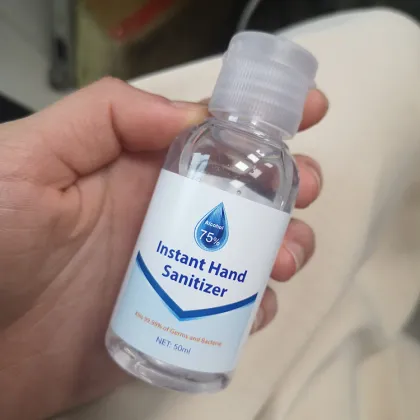 Alcohol
75%
Instant Hand
Sanitizer
Kills 99.99% of Germs and Bacteria
NET: 50ml